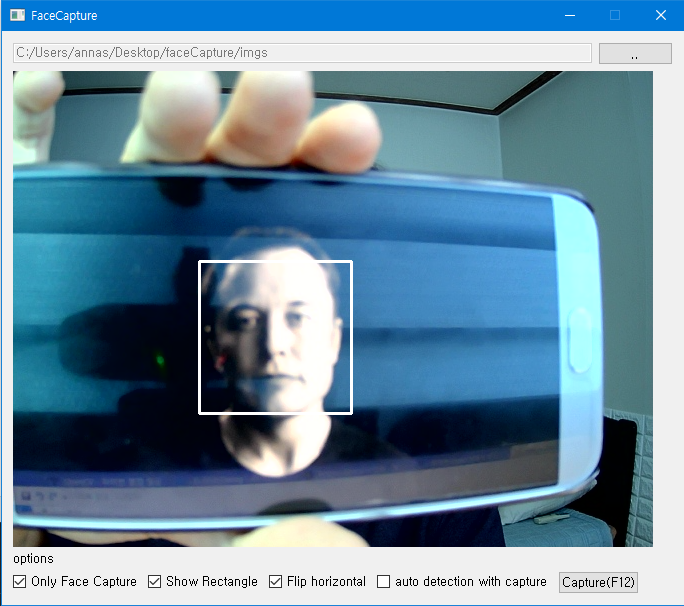 FaceCapture
C:/Users/annas/Desktop/faceCapture/imgs
..
options
Only Face Capture
Show Rectangle
Flip horizontal
auto detection with capture
Capture(F12)